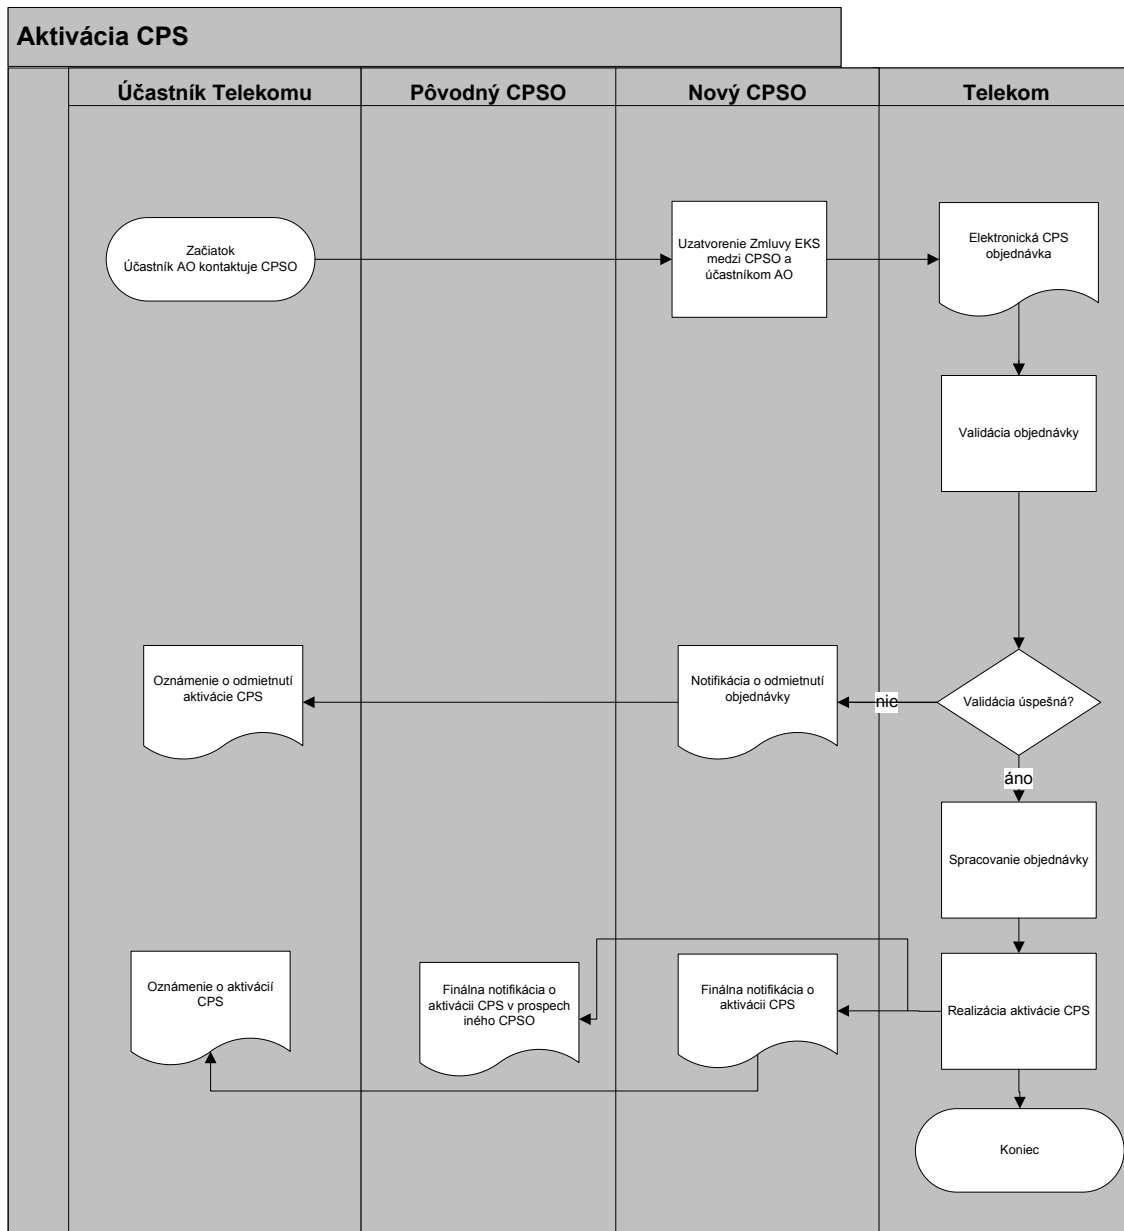 Aktivácia CPS
Účastník Telekomu
Pôvodný CPSO
Nový CPSO
Telekom
Začiatok
Účastník AO kontaktuje CPSO
Uzatvorenie Zmluvy EKS
medzi CPSO a
účastníkom AO
Elektronická CPS
objednávka
Validácia objednávky
Oznámenie o odmietnutí
aktivácie CPS
Notifikácia o odmietnutí
objednávky
nie
Validácia úspešná?
áno
Spracovanie objednávky
Oznámenie o aktivácií
CPS
Finálna notifikácia o
aktivácii CPS v prospech
iného CPSO
Finálna notifikácia o
aktivácii CPS
Realizácia aktivácie CPS
Koniec